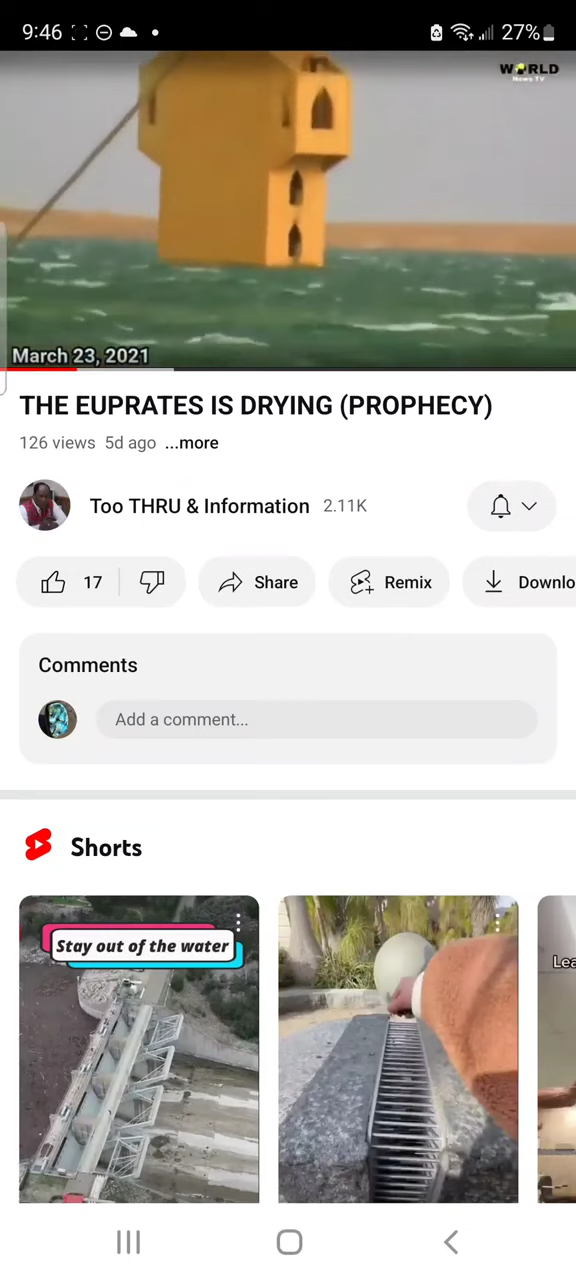 9:46
27%
WORLD
News TV
March 23, 2021
THE EUPRATES IS DRYING (PROPHECY)
126 views 5d ago ...more
Too THRU & Information 2.11K
17
Share
Remix
Downlo
Comments
Add a comment...
Shorts
Stay out of the water
Lea